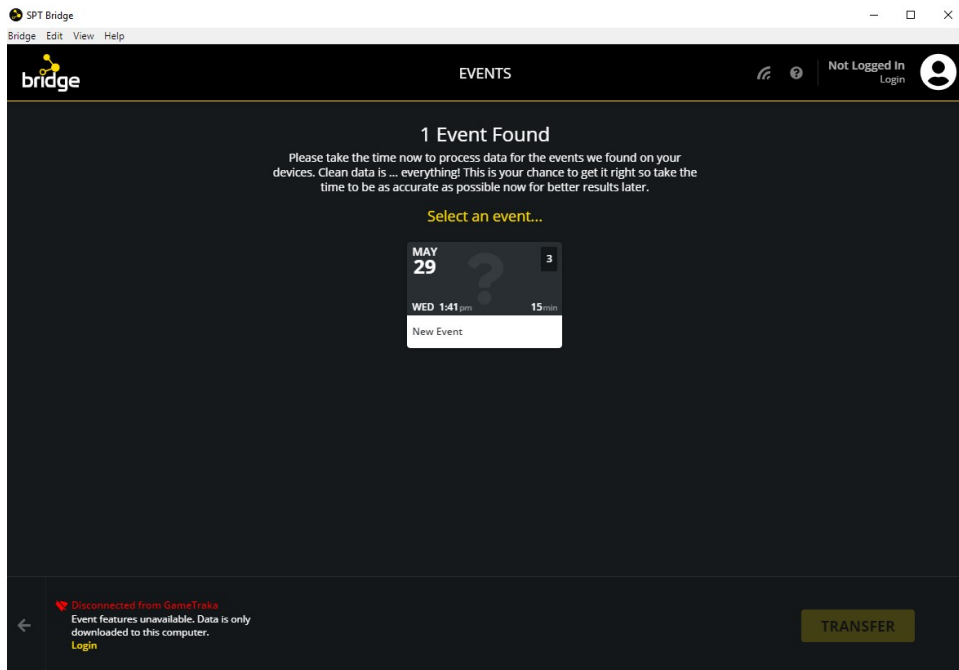 SPT Bridge
Bridge Edit View Help
bridge
EVENTS
?
Not Logged In
Login
1 Event Found
Please take the time now to process data for the events we found on your
devices. Clean data is ... everything! This is your chance to get it right so take the
time to be as accurate as possible now for better results later.
Select an event...
MAY
29
3
?
WED 1:41pm 15min
New Event
Disconnected from GameTraka
Event features unavailable. Data is only
downloaded to this computer.
Login
TRANSFER